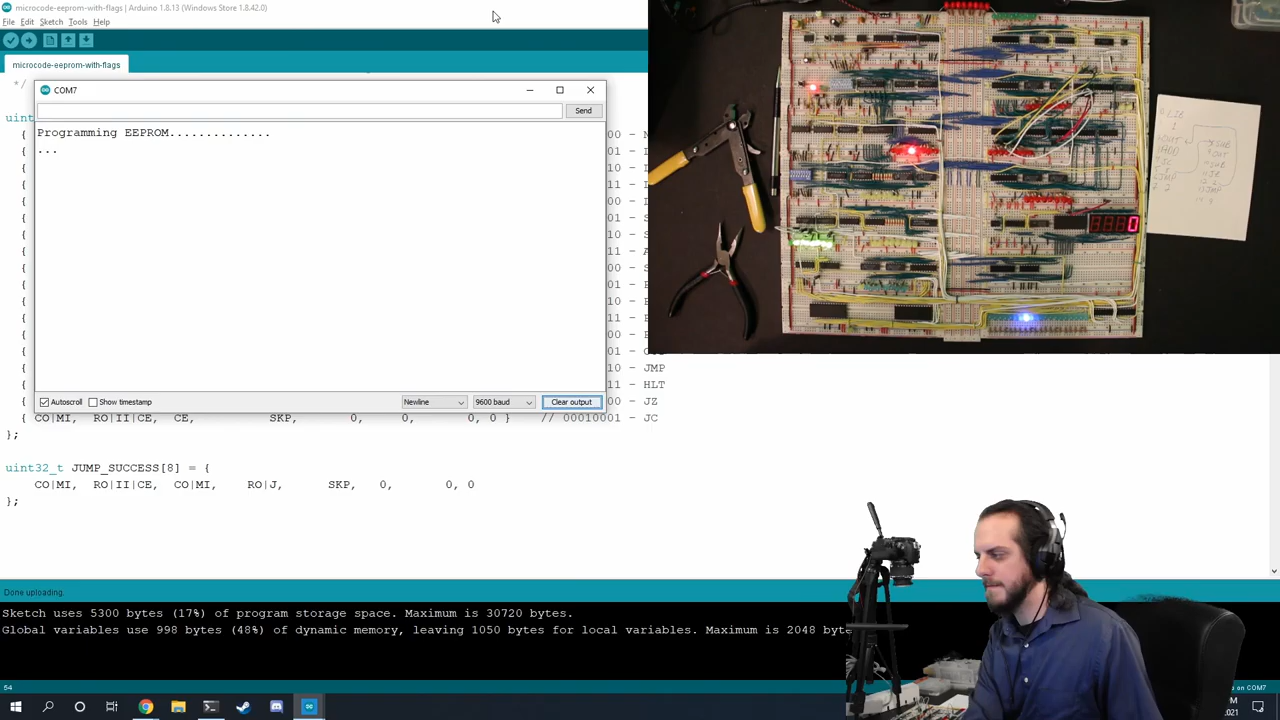 microcode-eeprom-with-flags | Arduino 1.8.13 (Windows Store 1.8.42.0)
File Edit Sketch Tools Help
microcode-eeprom-with-flags
*/
COM7
Send
Programming EEPROM..............
...
uint
{
{
{
{
{
{
{
{
{
{
{
{
{
{
10 - JMP
11 - HLT
00 - JZ
Autoscroll Show timestamp Newline 9600 baud Clear output
{ CO|MI, RO|II|CE, CE, SKP, 0, 0, 0, 0 } // 00010001 - JC
};
uint32_t JUMP_SUCCESS[8] = {
CO|MI, RO|II|CE, CO|MI, RO|J, SKP, 0, 0, 0
};
Done uploading.
Sketch uses 5300 bytes (17%) of program storage space. Maximum is 30720 bytes.
Global variables use 998 bytes (48%) of dynamic memory, leaving 1050 bytes for local variables. Maximum is 2048 byte
54
on COM7
2021